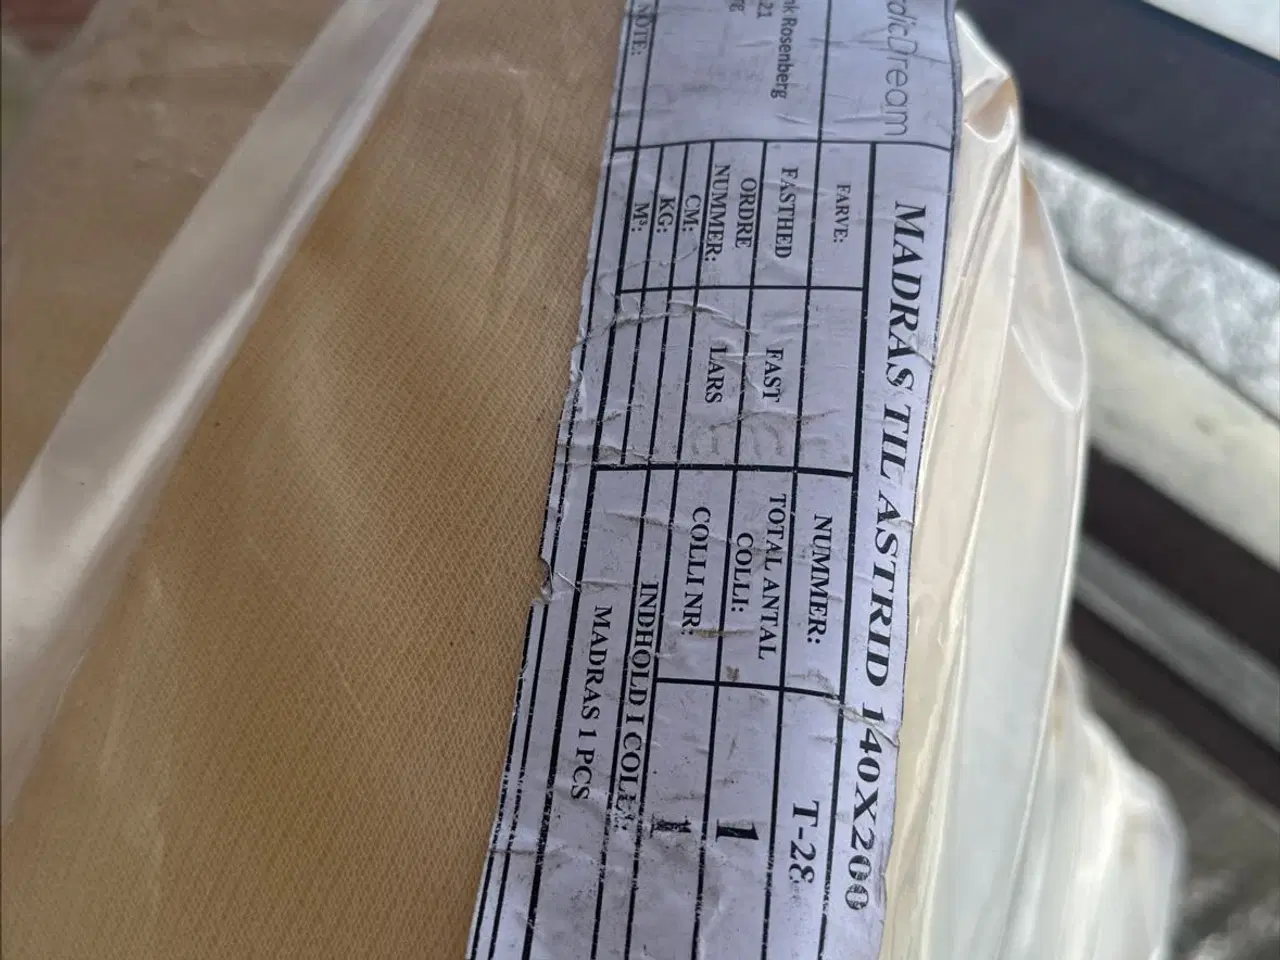 MADRAS TIL ASTRID 140X200
FARVE:
NUMMER: T-28
FASTHED FAST
TOTAL ANTAL
COLLI: 1
ORDRE
NUMMER: LARS
COLLI NR: 1
CM:
KG:
M³:
INDHOLD I COLLI:
MADRAS 1 PCS
Rosenberg
21
NOTE: